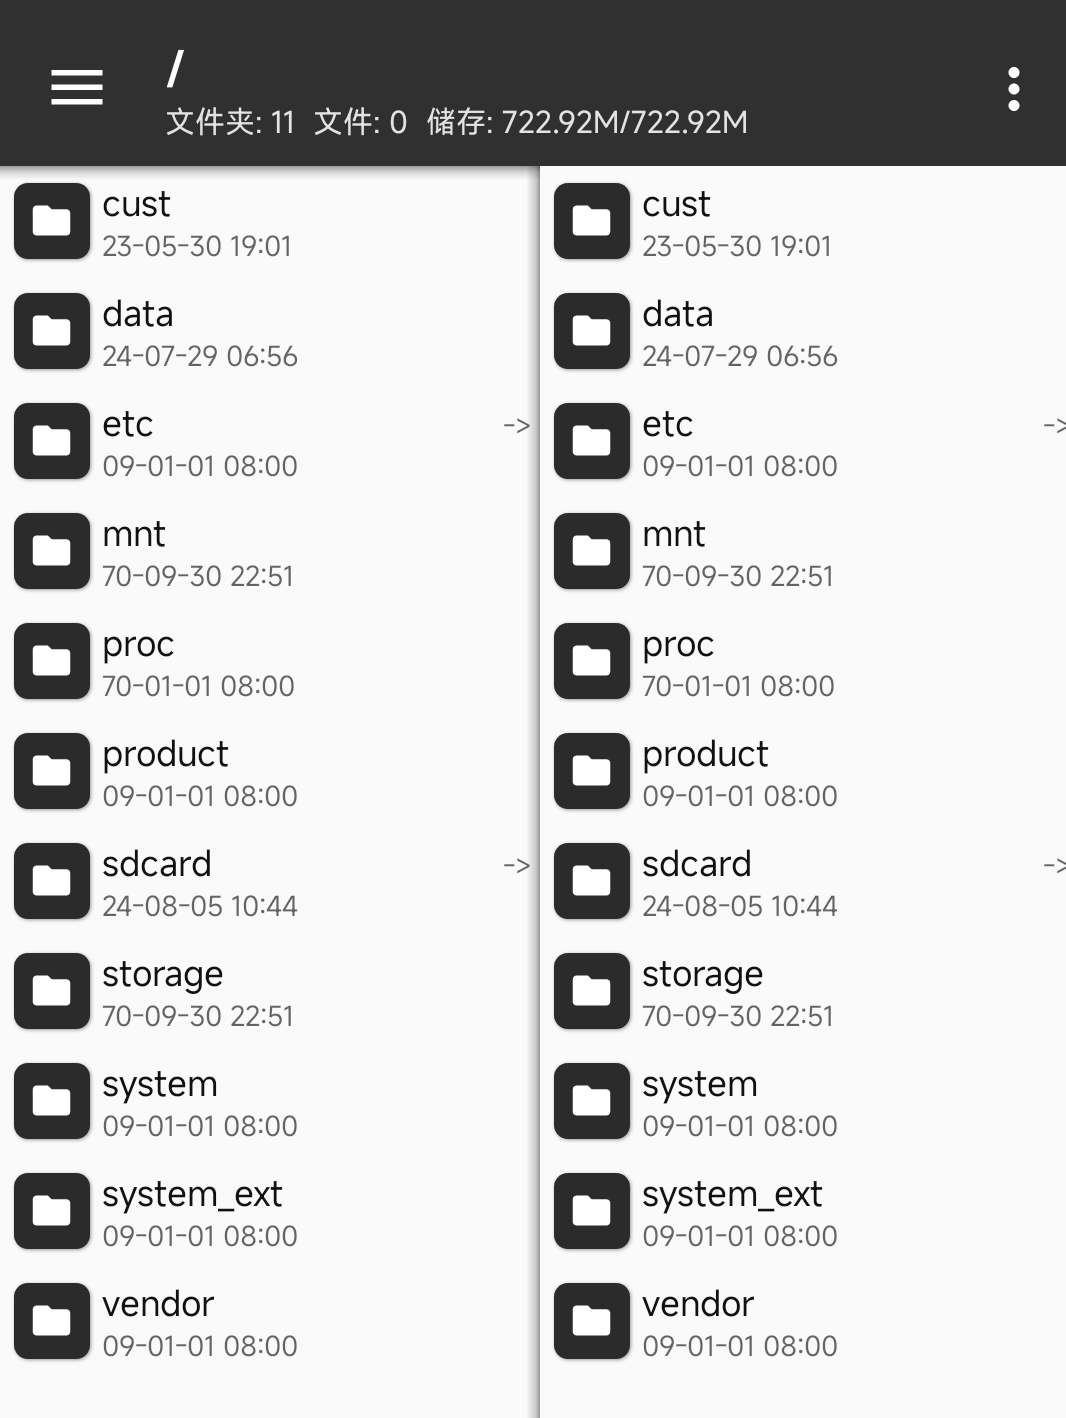 /
文件夹: 11 文件: 0 储存: 722.92M/722.92M
cust
23-05-30 19:01
data
24-07-29 06:56
etc ->
09-01-01 08:00
mnt
70-09-30 22:51
proc
70-01-01 08:00
product
09-01-01 08:00
sdcard ->
24-08-05 10:44
storage
70-09-30 22:51
system
09-01-01 08:00
system_ext
09-01-01 08:00
vendor
09-01-01 08:00
cust
23-05-30 19:01
data
24-07-29 06:56
etc ->
09-01-01 08:00
mnt
70-09-30 22:51
proc
70-01-01 08:00
product
09-01-01 08:00
sdcard ->
24-08-05 10:44
storage
70-09-30 22:51
system
09-01-01 08:00
system_ext
09-01-01 08:00
vendor
09-01-01 08:00